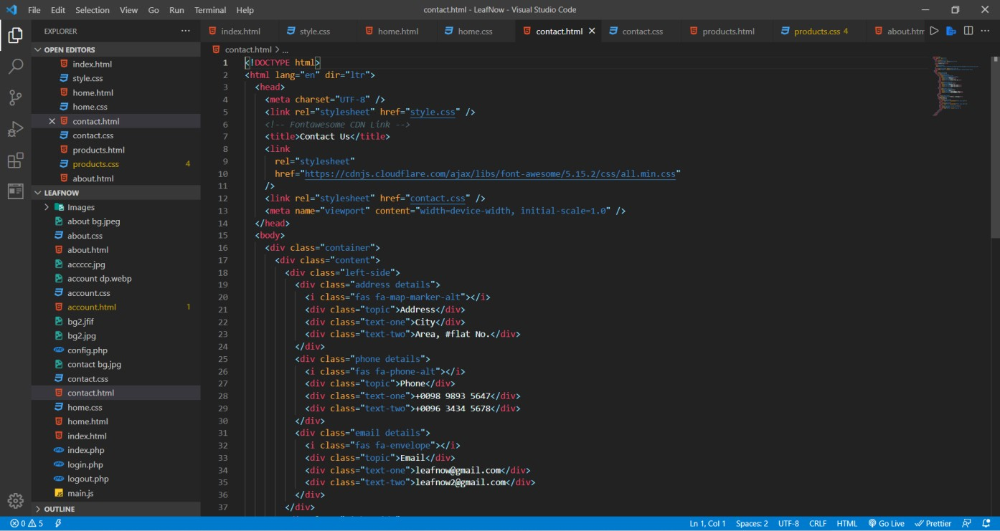 File Edit Selection View Go Run Terminal Help contact.html - LeafNow - Visual Studio Code
EXPLORER ···
index.html style.css home.html home.css contact.html contact.css products.html products.css 4 about.htm
OPEN EDITORS
index.html
style.css
home.html
home.css
contact.html
contact.css
products.html
products.css 4
about.html
LEAFNOW
Images
about bg.jpeg
about.css
about.html
accccc.jpg
account dp.webp
account.css
account.html 1
bg2.jfif
bg2.jpg
config.php
contact bg.jpg
contact.css
contact.html
home.css
home.html
index.html
index.php
login.php
logout.php
main.js
OUTLINE
contact.html > ...
1 <!DOCTYPE html>
2 <html lang="en" dir="ltr">
3 <head>
4 <meta charset="UTF-8" />
5 <link rel="stylesheet" href="style.css" />
6 <!-- Fontawesome CDN Link -->
7 <title>Contact Us</title>
8 <link
9 rel="stylesheet"
10 href="https://cdnjs.cloudflare.com/ajax/libs/font-awesome/5.15.2/css/all.min.css"
11 />
12 <link rel="stylesheet" href="contact.css" />
13 <meta name="viewport" content="width=device-width, initial-scale=1.0" />
14 </head>
15 <body>
16 <div class="container">
17 <div class="content">
18 <div class="left-side">
19 <div class="address details">
20 <i class="fas fa-map-marker-alt"></i>
21 <div class="topic">Address</div>
22 <div class="text-one">City</div>
23 <div class="text-two">Area, #flat No.</div>
24 </div>
25 <div class="phone details">
26 <i class="fas fa-phone-alt"></i>
27 <div class="topic">Phone</div>
28 <div class="text-one">+0098 9893 5647</div>
29 <div class="text-two">+0096 3434 5678</div>
30 </div>
31 <div class="email details">
32 <i class="fas fa-envelope"></i>
33 <div class="topic">Email</div>
34 <div class="text-one">leafnow@gmail.com</div>
35 <div class="text-two">leafnow2@gmail.com</div>
36 </div>
37 </div>
0 5 Ln 1, Col 1 Spaces: 2 UTF-8 CRLF HTML Go Live Prettier